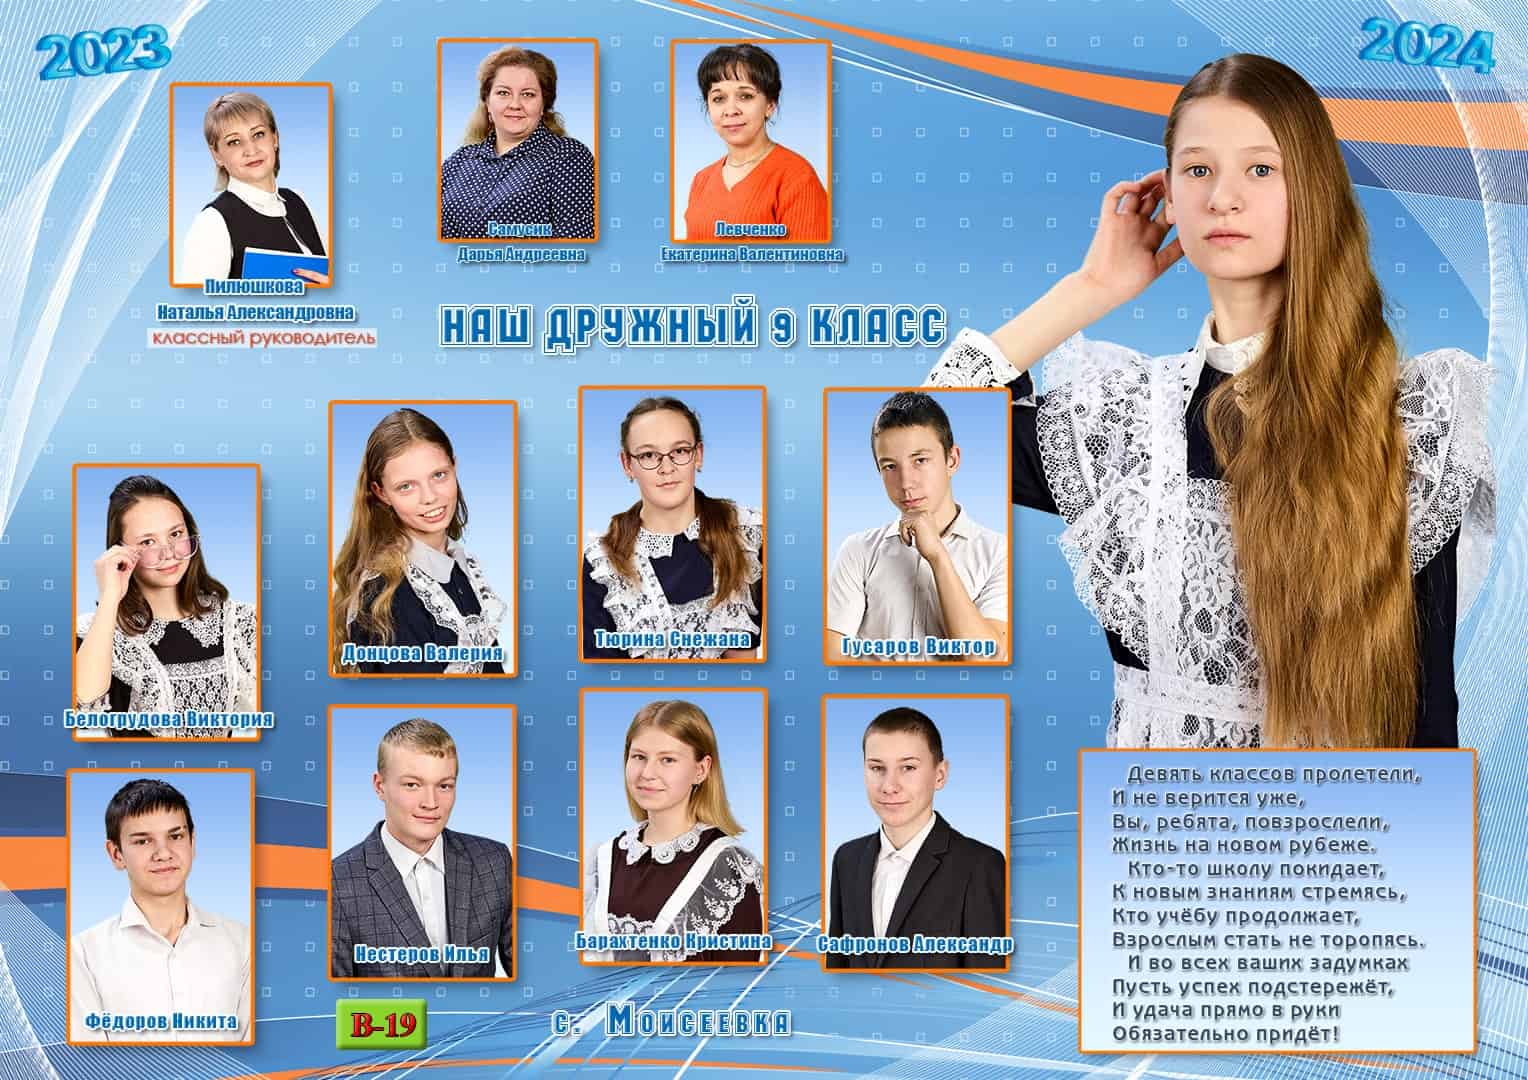 2023
2024
Пилюшкова
Наталья Александровна
классный руководитель
Самусик
Дарья Андреевна
Левченко
Екатерина Валентиновна
НАШ ДРУЖНЫЙ 9 КЛАСС
Белогрудова Виктория
Донцова Валерия
Тюрина Снежана
Гусаров Виктор
Фёдоров Никита
Нестеров Илья
Барахтенко Кристина
Сафронов Александр
В-19
с. Моисеевка
Девять классов пролетели,
И не верится уже,
Вы, ребята, повзрослели,
Жизнь на новом рубеже.
Кто-то школу покидает,
К новым знаниям стремясь,
Кто учёбу продолжает,
Взрослым стать не торопясь.
И во всех ваших задумках
Пусть успех подстережёт,
И удача прямо в руки
Обязательно придёт!